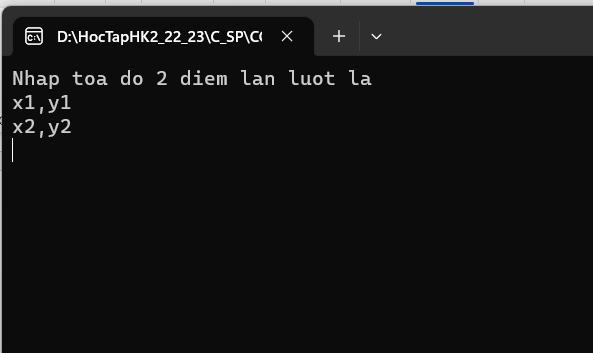 D:\HocTapHK2_22_23\C_SP\C
Nhap toa do 2 diem lan luot la
x1,y1
x2,y2